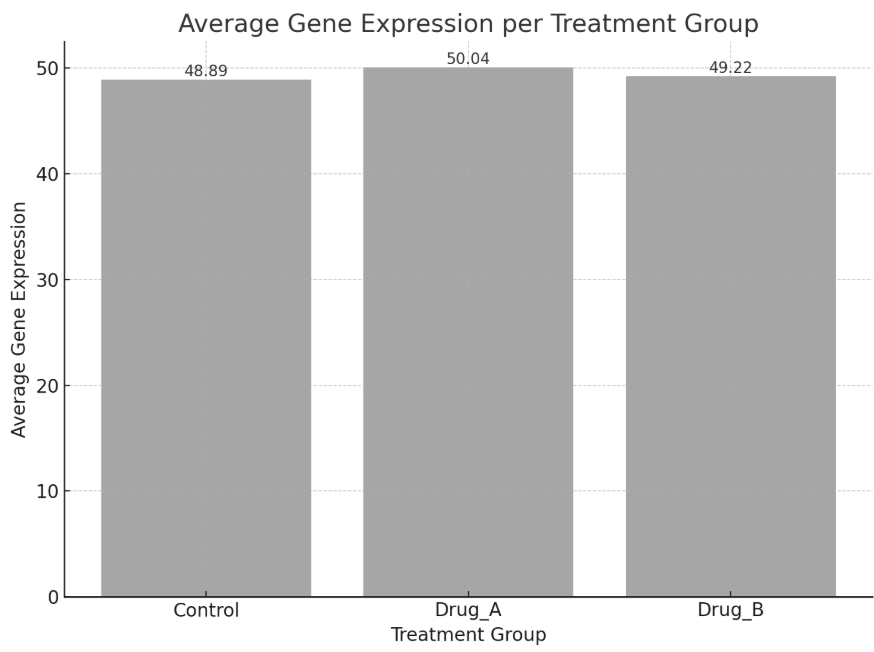 Average Gene Expression per Treatment Group
Average Gene Expression
50
40
30
20
10
0
48.89
50.04
49.22
Control
Drug_A
Drug_B
Treatment Group